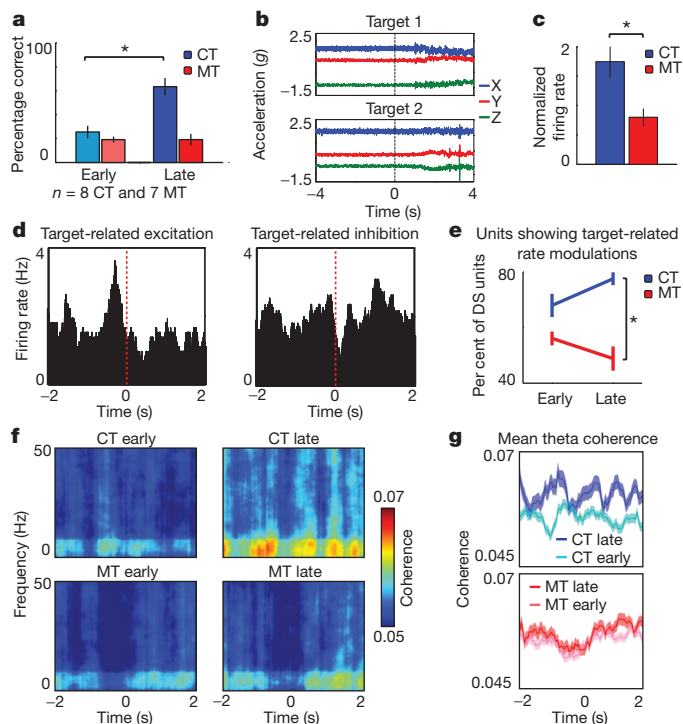 a
100
Percentage correct
0
*
CT
MT
Early
Late
n = 8 CT and 7 MT
b
Target 1
2.5
−1.5
Target 2
2.5
−1.5
Acceleration (g)
X
Y
Z
−4
0
4
Time (s)
c
2
0
Normalized
firing rate
*
CT
MT
d
Target-related excitation
Target-related inhibition
4
0
Firing rate (Hz)
−2
0
2
Time (s)
4
0
−2
0
2
Time (s)
e
Units showing target-related
rate modulations
CT
MT
80
40
Per cent of DS units
*
Early
Late
f
CT early
CT late
50
0
Frequency (Hz)
MT early
MT late
50
0
−2
0
2
−2
0
2
Time (s)
Time (s)
0.07
Coherence
0.05
g
Mean theta coherence
0.07
0.045
CT late
CT early
Coherence
0.07
0.045
MT late
MT early
−2
0
2
Time (s)